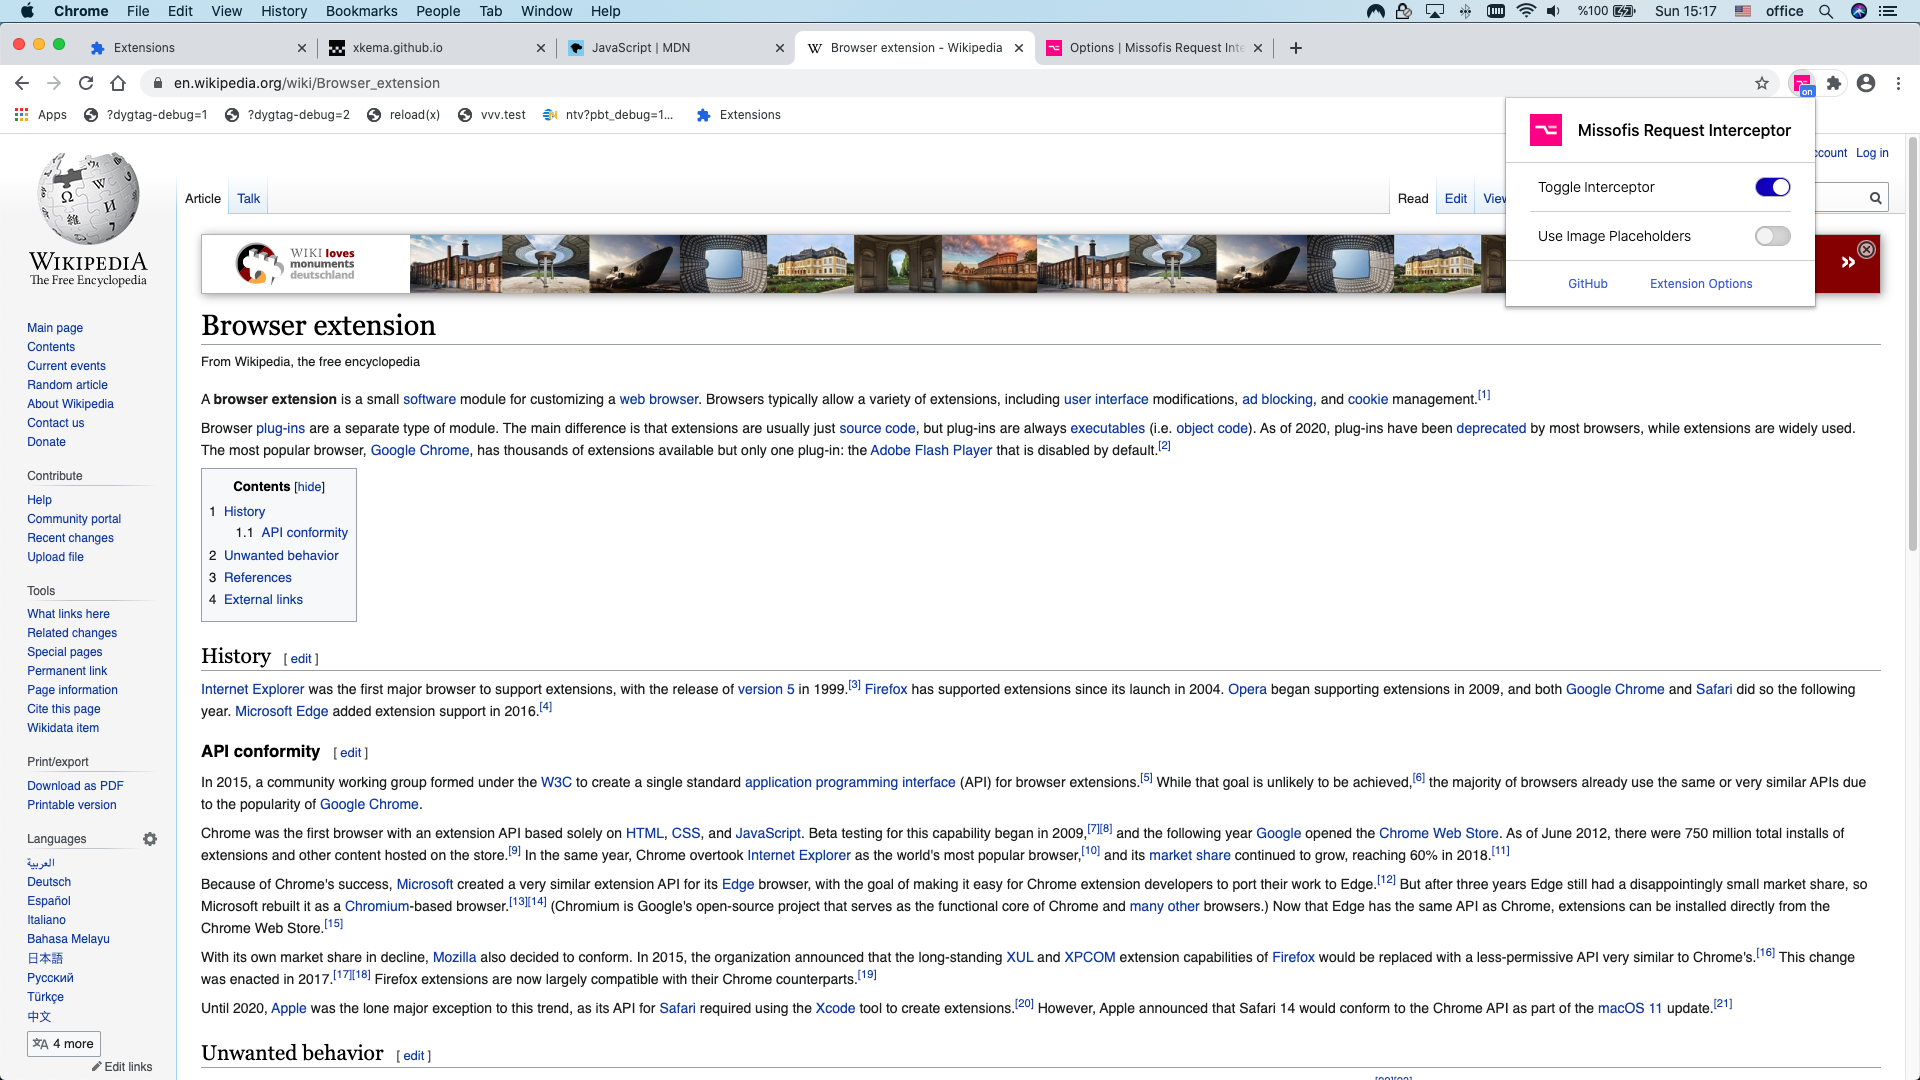 Chrome File Edit View History Bookmarks People Tab Window Help %100 Sun 15:17 office
Extensions xkema.github.io JavaScript | MDN Browser extension - Wikipedia Options | Missofis Request Inte
en.wikipedia.org/wiki/Browser_extension on
Apps ?dygtag-debug=1 ?dygtag-debug=2 reload(x) vvv.test ntv?pbt_debug=1... Extensions
Missofis Request Interceptor
Toggle Interceptor
Use Image Placeholders
GitHub Extension Options
ccount Log in
WIKIPEDIA
The Free Encyclopedia
Article Talk Read Edit View
WIKI loves
monuments
deutschland
»
Main page
Contents
Current events
Random article
About Wikipedia
Contact us
Donate
Contribute
Help
Community portal
Recent changes
Upload file
Tools
What links here
Related changes
Special pages
Permanent link
Page information
Cite this page
Wikidata item
Print/export
Download as PDF
Printable version
Languages
العربية
Deutsch
Español
Italiano
Bahasa Melayu
日本語
Русский
Türkçe
中文
4 more
Edit links
Browser extension
From Wikipedia, the free encyclopedia
A browser extension is a small software module for customizing a web browser. Browsers typically allow a variety of extensions, including user interface modifications, ad blocking, and cookie management.[1]
Browser plug-ins are a separate type of module. The main difference is that extensions are usually just source code, but plug-ins are always executables (i.e. object code). As of 2020, plug-ins have been deprecated by most browsers, while extensions are widely used.
The most popular browser, Google Chrome, has thousands of extensions available but only one plug-in: the Adobe Flash Player that is disabled by default.[2]
Contents [hide]
1 History
1.1 API conformity
2 Unwanted behavior
3 References
4 External links
History [ edit ]
Internet Explorer was the first major browser to support extensions, with the release of version 5 in 1999.[3] Firefox has supported extensions since its launch in 2004. Opera began supporting extensions in 2009, and both Google Chrome and Safari did so the following
year. Microsoft Edge added extension support in 2016.[4]
API conformity [ edit ]
In 2015, a community working group formed under the W3C to create a single standard application programming interface (API) for browser extensions.[5] While that goal is unlikely to be achieved,[6] the majority of browsers already use the same or very similar APIs due
to the popularity of Google Chrome.
Chrome was the first browser with an extension API based solely on HTML, CSS, and JavaScript. Beta testing for this capability began in 2009,[7][8] and the following year Google opened the Chrome Web Store. As of June 2012, there were 750 million total installs of
extensions and other content hosted on the store.[9] In the same year, Chrome overtook Internet Explorer as the world's most popular browser,[10] and its market share continued to grow, reaching 60% in 2018.[11]
Because of Chrome's success, Microsoft created a very similar extension API for its Edge browser, with the goal of making it easy for Chrome extension developers to port their work to Edge.[12] But after three years Edge still had a disappointingly small market share, so
Microsoft rebuilt it as a Chromium-based browser.[13][14] (Chromium is Google's open-source project that serves as the functional core of Chrome and many other browsers.) Now that Edge has the same API as Chrome, extensions can be installed directly from the
Chrome Web Store.[15]
With its own market share in decline, Mozilla also decided to conform. In 2015, the organization announced that the long-standing XUL and XPCOM extension capabilities of Firefox would be replaced with a less-permissive API very similar to Chrome's.[16] This change
was enacted in 2017.[17][18] Firefox extensions are now largely compatible with their Chrome counterparts.[19]
Until 2020, Apple was the lone major exception to this trend, as its API for Safari required using the Xcode tool to create extensions.[20] However, Apple announced that Safari 14 would conform to the Chrome API as part of the macOS 11 update.[21]
Unwanted behavior [ edit ]